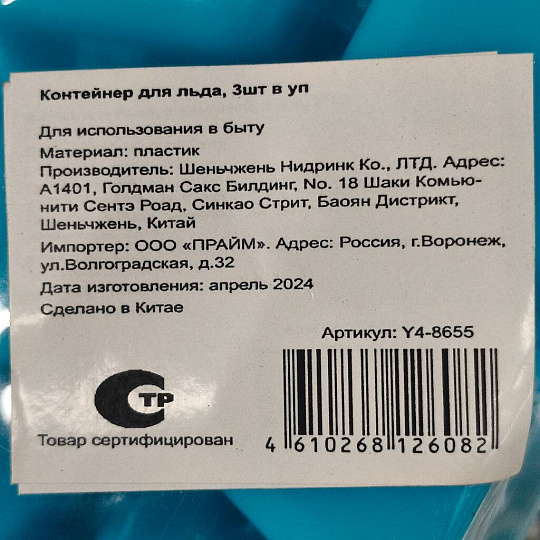 Контейнер для льда, 3шт в уп
Для использования в быту
Материал: пластик
Производитель: Шеньчжень Нидринк Ко., ЛТД. Адрес:
А1401, Голдман Сакс Билдинг, No. 18 Шаки Комью-
нити Сентэ Роад, Синкао Стрит, Баоян Дистрикт,
Шеньчжень, Китай
Импортер: ООО «ПРАЙМ». Адрес: Россия, г.Воронеж,
ул.Волгоградская, д.32
Дата изготовления: апрель 2024
Сделано в Китае
Артикул: Y4-8655
СТР
Товар сертифицирован
4 610268 126082